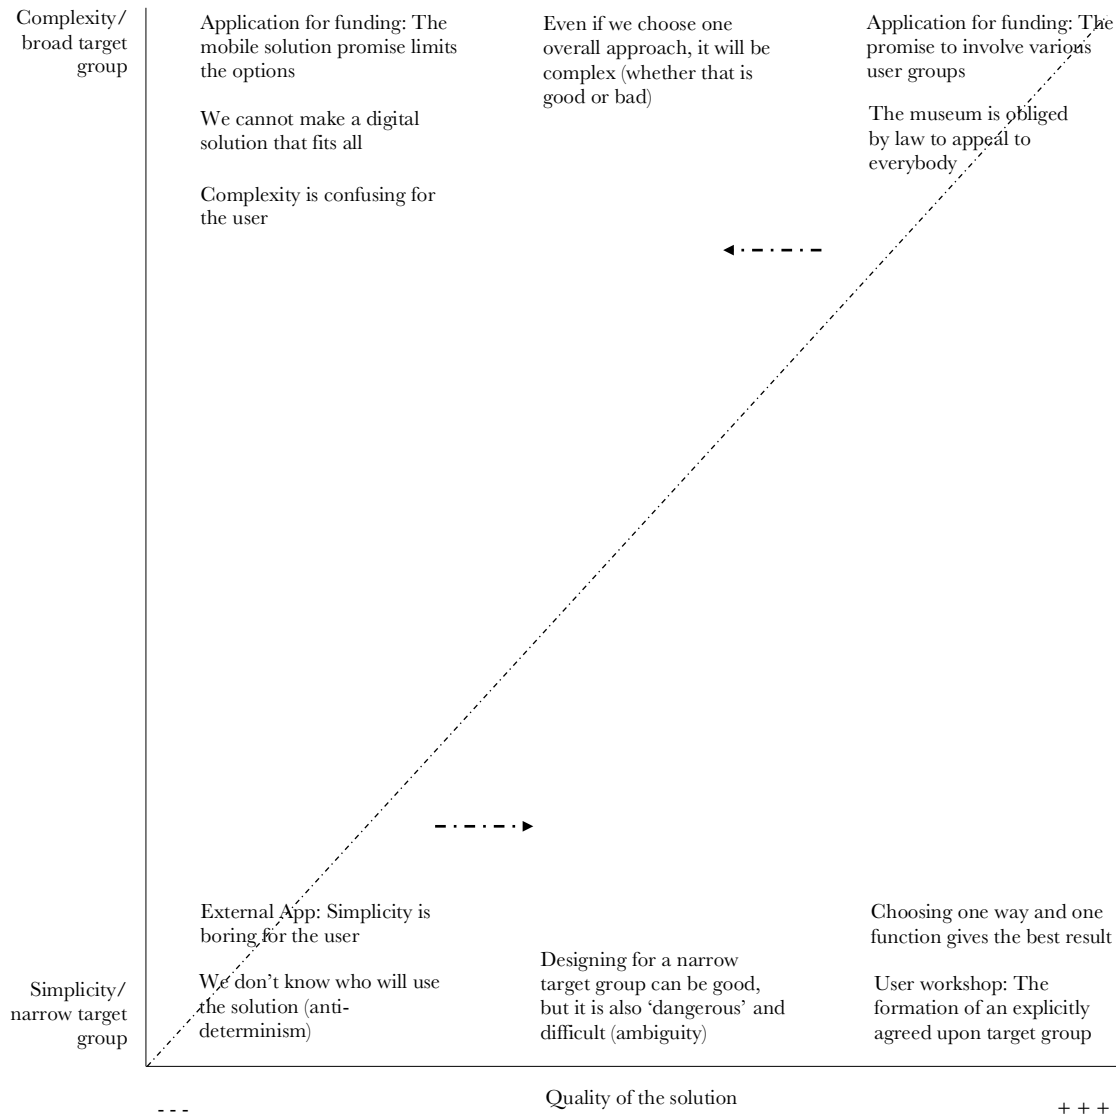 Complexity/
broad target
group
Application for funding: The
mobile solution promise limits
the options
We cannot make a digital
solution that fits all
Complexity is confusing for
the user
Even if we choose one
overall approach, it will be
complex (whether that is
good or bad)
Application for funding: The
promise to involve various
user groups
The museum is obliged
by law to appeal to
everybody
External App: Simplicity is
boring for the user
We don’t know who will use
the solution (anti-
determinism)
Designing for a narrow
target group can be good,
but it is also ‘dangerous’ and
difficult (ambiguity)
Choosing one way and one
function gives the best result
User workshop: The
formation of an explicitly
agreed upon target group
Simplicity/
narrow target
group
- - -
Quality of the solution
+ + +